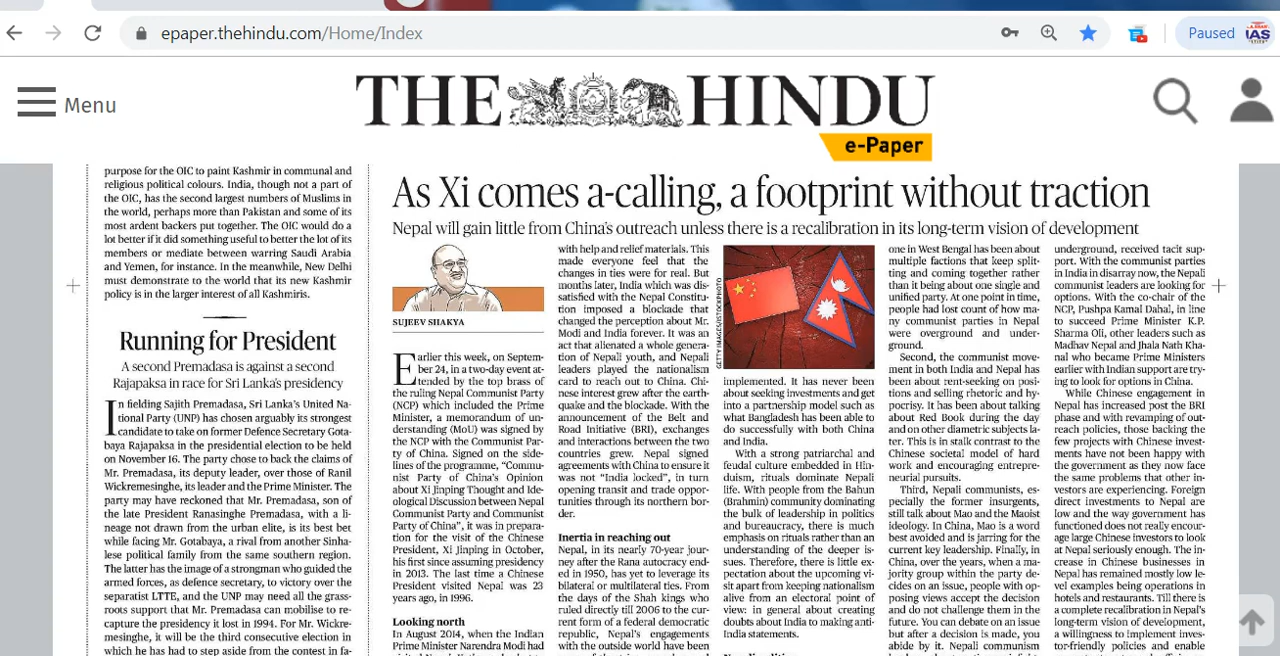 epaper.thehindu.com/Home/Index
Paused
IAS
Menu
THE HINDU
e-Paper
purpose for the OIC to paint Kashmir in communal and
religious political colours. India, though not a part of
the OIC, has the second largest numbers of Muslims in
the world, perhaps more than Pakistan and some of its
most ardent backers put together. The OIC would do a
lot better if it did something useful to better the lot of its
members or mediate between warring Saudi Arabia
and Yemen, for instance. In the meanwhile, New Delhi
must demonstrate to the world that its new Kashmir
policy is in the larger interest of all Kashmiris.
Running for President
A second Premadasa is against a second
Rajapaksa in race for Sri Lanka's presidency
In fielding Sajith Premadasa, Sri Lanka's United Na-
tional Party (UNP) has chosen arguably its strongest
candidate to take on former Defence Secretary Gota-
baya Rajapaksa in the presidential election to be held
on November 16. The party chose to back the claims of
Mr. Premadasa, its deputy leader, over those of Ranil
Wickremesinghe, its leader and the Prime Minister. The
party may have reckoned that Mr. Premadasa, son of
the late President Ranasinghe Premadasa, with a li-
neage not drawn from the urban elite, is its best bet
while facing Mr. Gotabaya, a rival from another Sinha-
lese political family from the same southern region.
The latter has the image of a strongman who guided the
armed forces, as defence secretary, to victory over the
separatist LTTE, and the UNP may need all the grass-
roots support that Mr. Premadasa can mobilise to re-
capture the presidency it lost in 1994. For Mr. Wickre-
mesinghe, it will be the third consecutive election in
which he has had to step aside from the contest in fa-
As Xi comes a-calling, a footprint without traction
Nepal will gain little from China's outreach unless there is a recalibration in its long-term vision of development
SUJEEV SHAKYA
Earlier this week, on Septem-
ber 24, in a two-day event at-
tended by the top brass of
the ruling Nepal Communist Party
(NCP) which included the Prime
Minister, a memorandum of un-
derstanding (MoU) was signed by
the NCP with the Communist Par-
ty of China. Signed on the side-
lines of the programme, "Commu-
nist Party of China's Opinion
about Xi Jinping Thought and Ide-
ological Discussion between Nepal
Communist Party and Communist
Party of China", it was in prepara-
tion for the visit of the Chinese
President, Xi Jinping in October,
his first since assuming presidency
in 2013. The last time a Chinese
President visited Nepal was 23
years ago, in 1996.
Looking north
In August 2014, when the Indian
Prime Minister Narendra Modi had
with help and relief materials. This
made everyone feel that the
changes in ties were for real. But
months later, India which was dis-
satisfied with the Nepal Constitu-
tion imposed a blockade that
changed the perception about Mr.
Modi and India forever. It was an
act that alienated a whole genera-
tion of Nepali youth, and Nepali
leaders played the nationalism
card to reach out to China. Chi-
nese interest grew after the earth-
quake and the blockade. With the
announcement of the Belt and
Road Initiative (BRI), exchanges
and interactions between the two
countries grew. Nepal signed
agreements with China to ensure it
was not "India locked", in turn
opening transit and trade oppor-
tunities through its northern bor-
der.
Inertia in reaching out
Nepal, in its nearly 70-year jour-
ney after the Rana autocracy end-
ed in 1950, has yet to leverage its
bilateral or multilateral ties. From
the days of the Shah kings who
ruled directly till 2006 to the cur-
rent form of a federal democratic
republic, Nepal's engagements
with the outside world have been
GETTY IMAGES/ISTOCKPHOTO
implemented. It has never been
about seeking investments and get
into a partnership model such as
what Bangladesh has been able to
do successfully with both China
and India.
With a strong patriarchal and
feudal culture embedded in Hin-
duism, rituals dominate Nepali
life. With people from the Bahun
(Brahmin) community dominating
the bulk of leadership in politics
and bureaucracy, there is much
emphasis on rituals rather than an
understanding of the deeper is-
sues. Therefore, there is little ex-
pectation about the upcoming vi-
sit apart from keeping nationalism
alive from an electoral point of
view: in general about creating
doubts about India to making anti-
India statements.
one in West Bengal has been about
multiple factions that keep split-
ting and coming together rather
than it being about one single and
unified party. At one point in time,
people had lost count of how ma-
ny communist parties in Nepal
were overground and under-
ground.
Second, the communist move-
ment in both India and Nepal has
been about rent-seeking on posi-
tions and selling rhetoric and hy-
pocrisy. It has been about talking
about Red Book during the day
and on other diametric subjects la-
ter. This is in stalk contrast to the
Chinese societal model of hard
work and encouraging entrepre-
neurial pursuits.
Third, Nepali communists, es-
pecially the former insurgents,
still talk about Mao and the Maoist
ideology. In China, Mao is a word
best avoided and is jarring for the
current key leadership. Finally, in
China, over the years, when a ma-
jority group within the party de-
cides on an issue, people with op-
posing views accept the decision
and do not challenge them in the
future. You can debate on an issue
but after a decision is made, you
abide by it. Nepali communism
underground, received tacit sup-
port. With the communist parties
in India in disarray now, the Nepali
communist leaders are looking for
options. With the co-chair of the
NCP, Pushpa Kamal Dahal, in line
to succeed Prime Minister K.P.
Sharma Oli, other leaders such as
Madhav Nepal and Jhala Nath Kha-
nal who became Prime Ministers
earlier with Indian support are try-
ing to look for options in China.
While Chinese engagement in
Nepal has increased post the BRI
phase and with revamping of out-
reach policies, those backing the
few projects with Chinese invest-
ments have not been happy with
the government as they now face
the same problems that other in-
vestors are experiencing. Foreign
direct investments to Nepal are
low and the way government has
functioned does not really encour-
age large Chinese investors to look
at Nepal seriously enough. The in-
crease in Chinese businesses in
Nepal has remained mostly low le-
vel examples being operations in
hotels and restaurants. Till there is
a complete recalibration in Nepal's
long-term vision of development,
a willingness to implement inves-
tor-friendly policies and enable